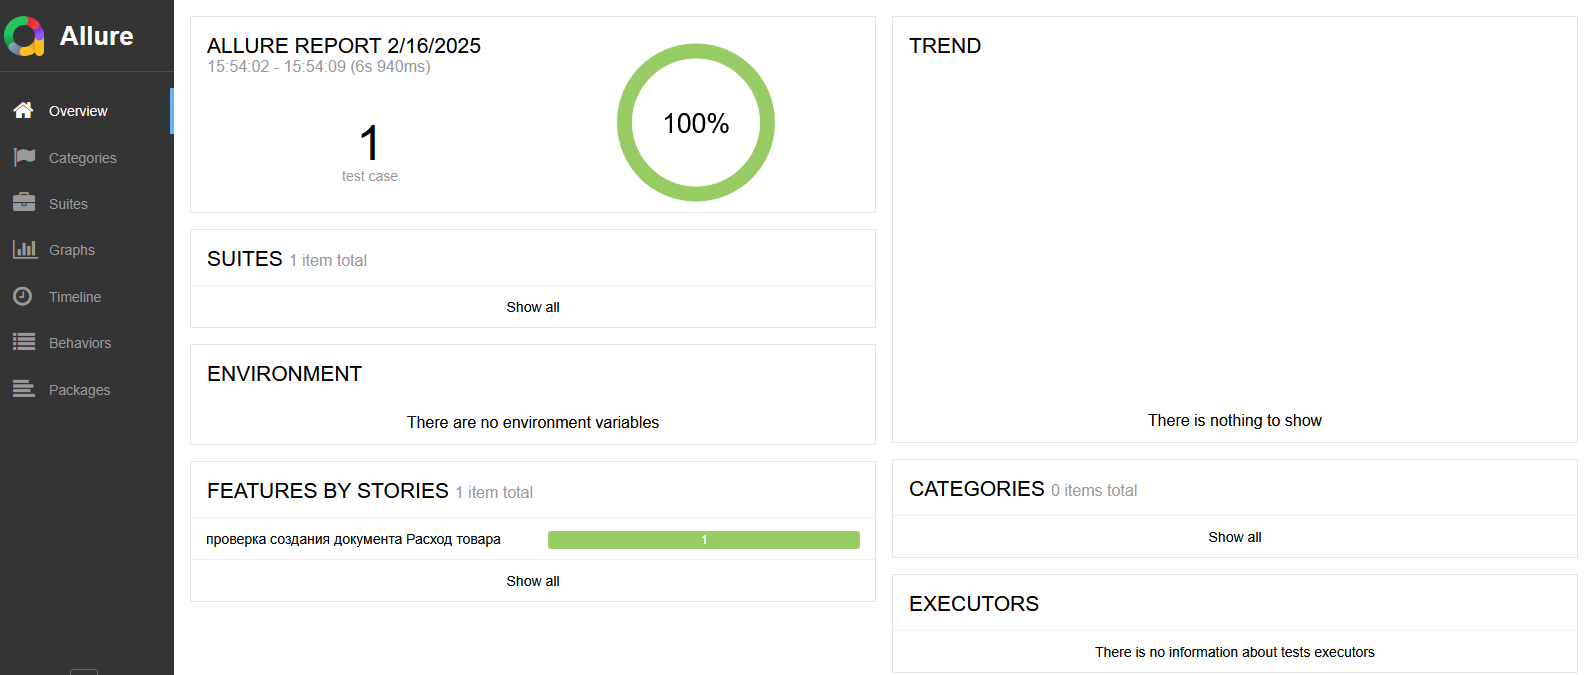 Allure
Overview
Categories
Suites
Graphs
Timeline
Behaviors
Packages
ALLURE REPORT 2/16/2025
15:54:02 - 15:54:09 (6s 940ms)
1
test case
100%
SUITES 1 item total
Show all
ENVIRONMENT
There are no environment variables
FEATURES BY STORIES 1 item total
проверка создания документа Расход товара 1
Show all
TREND
There is nothing to show
CATEGORIES 0 items total
Show all
EXECUTORS
There is no information about tests executors